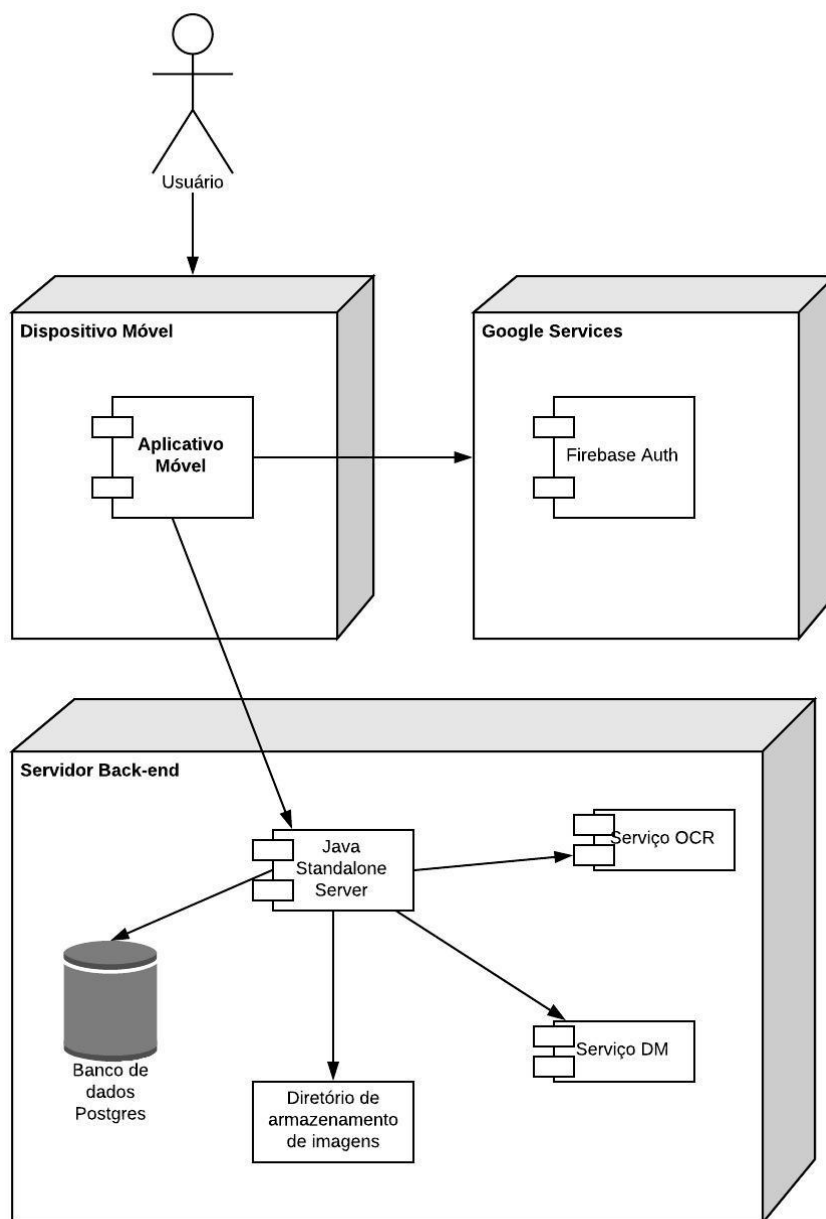 Usuário
Dispositivo Móvel
Google Services
Aplicativo
Móvel
Firebase Auth
Servidor Back-end
Java
Standalone
Server
Serviço OCR
Serviço DM
Banco de
dados
Postgres
Diretório de
armazenamento
de imagens